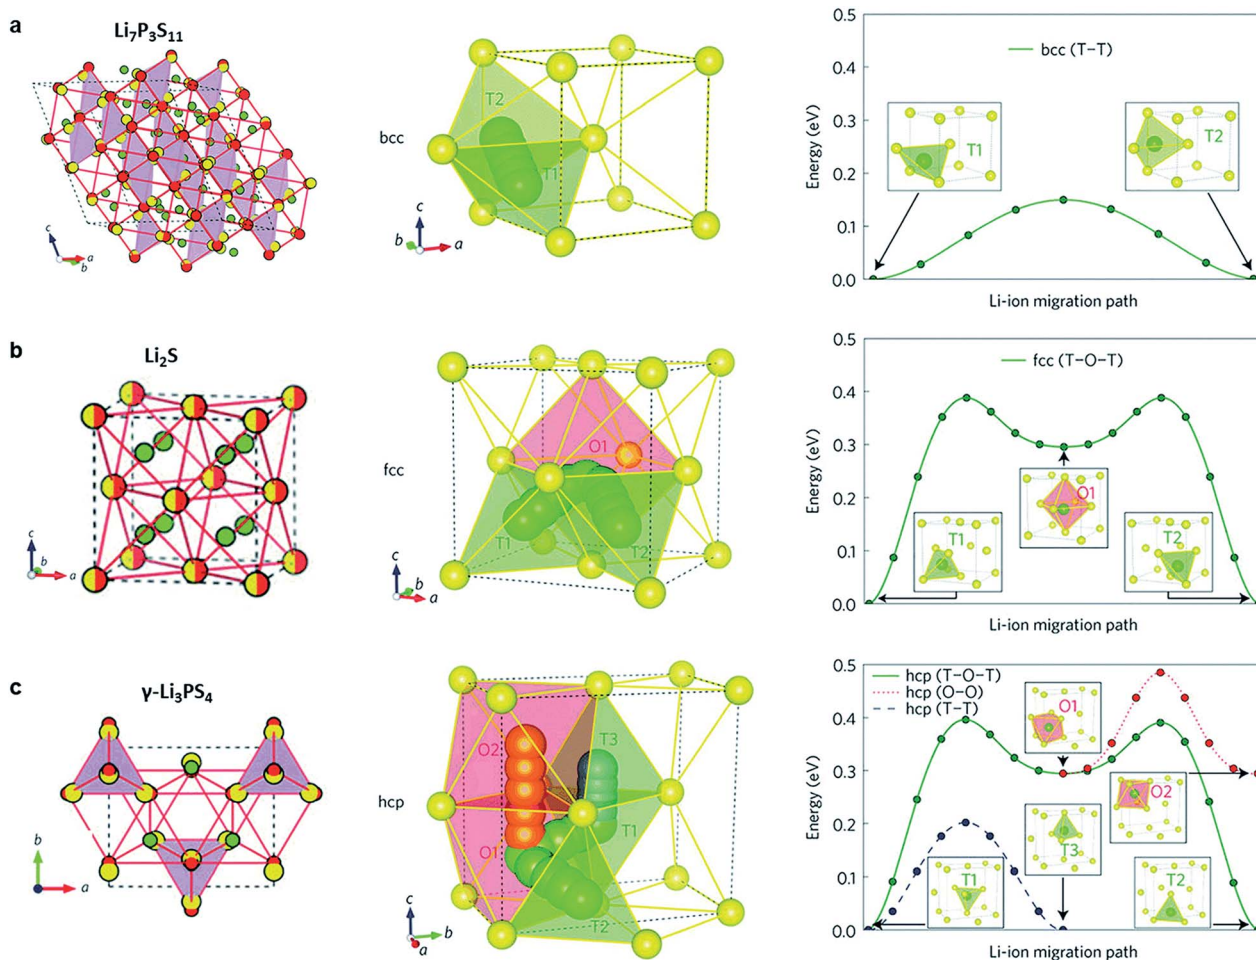 a
Li₇P₃S₁₁
c
a
b
bcc
T2
T1
c
b
a
0.5
0.4
0.3
0.2
0.1
0.0
Energy (eV)
bcc (T−T)
T1
T2
Li-ion migration path
b
Li₂S
c
b
a
fcc
O1
T1
T2
c
b
a
0.5
0.4
0.3
0.2
0.1
0.0
Energy (eV)
fcc (T−O−T)
O1
T1
T2
Li-ion migration path
c
γ-Li₃PS₄
b
a
hcp
O2
T3
T1
O1
T2
c
b
a
0.5
0.4
0.3
0.2
0.1
0.0
Energy (eV)
hcp (T−O−T)
hcp (O−O)
hcp (T−T)
O1
O2
T3
T1
T2
Li-ion migration path